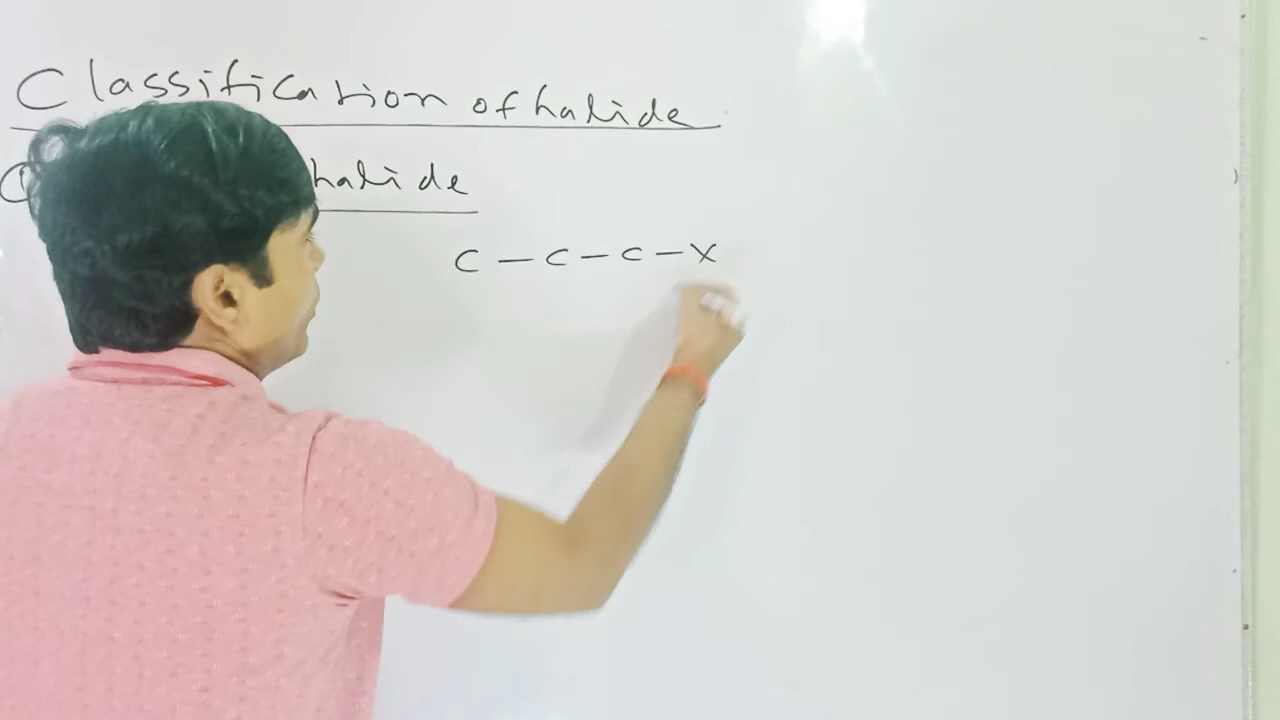 Classification of halide
halide
C - C - C - X